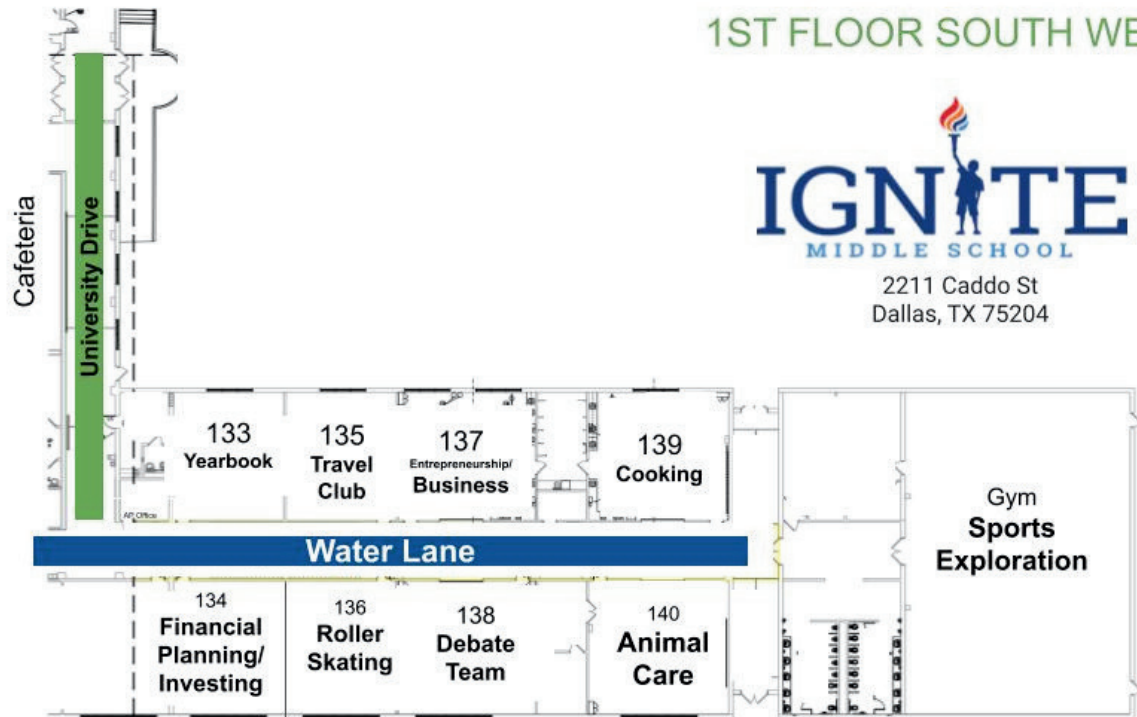 1ST FLOOR SOUTH WE
IGNITE
MIDDLE SCHOOL
2211 Caddo St
Dallas, TX 75204
Cafeteria
University Drive
133
Yearbook
135
Travel
Club
137
Entrepreneurship/
Business
139
Cooking
AP Office
Water Lane
Gym
Sports
Exploration
134
Financial
Planning/
Investing
136
Roller
Skating
138
Debate
Team
140
Animal
Care